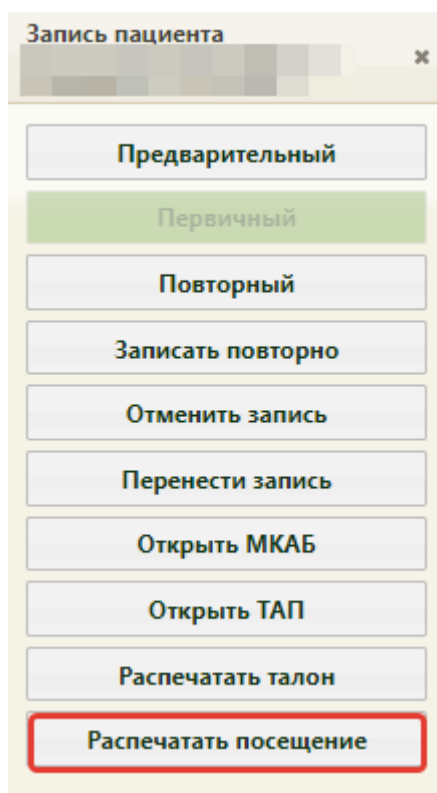 Запись пациента
Предварительный
Первичный
Повторный
Записать повторно
Отменить запись
Перенести запись
Открыть МКАБ
Открыть ТАП
Распечатать талон
Распечатать посещение